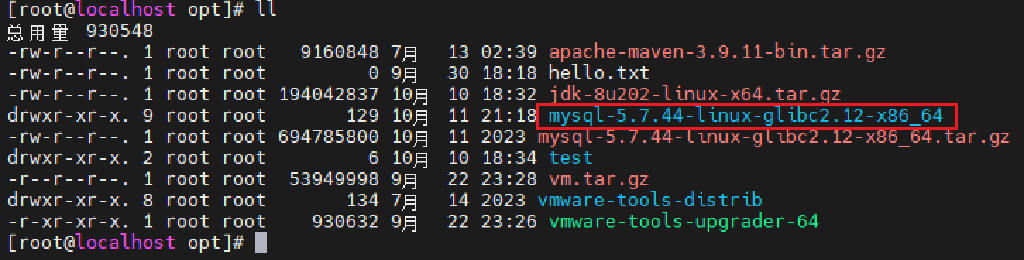 [root@localhost opt]# ll
总用量 930548
-rw-r--r--. 1 root root   9160848 7月  13 02:39 apache-maven-3.9.11-bin.tar.gz
-rw-r--r--. 1 root root         0 9月  30 18:18 hello.txt
-rw-r--r--. 1 root root 194042837 10月 10 18:32 jdk-8u202-linux-x64.tar.gz
drwxr-xr-x. 9 root root       129 10月 11 21:18 mysql-5.7.44-linux-glibc2.12-x86_64
-rw-r--r--. 1 root root 694785800 10月 11 2023 mysql-5.7.44-linux-glibc2.12-x86_64.tar.gz
drwxr-xr-x. 2 root root         6 10月 10 18:34 test
-r--r--r--. 1 root root  53949998 9月  22 23:28 vm.tar.gz
drwxr-xr-x. 8 root root       134 7月  14 2023 vmware-tools-distrib
-r-xr-xr-x. 1 root root    930632 9月  22 23:26 vmware-tools-upgrader-64
[root@localhost opt]#